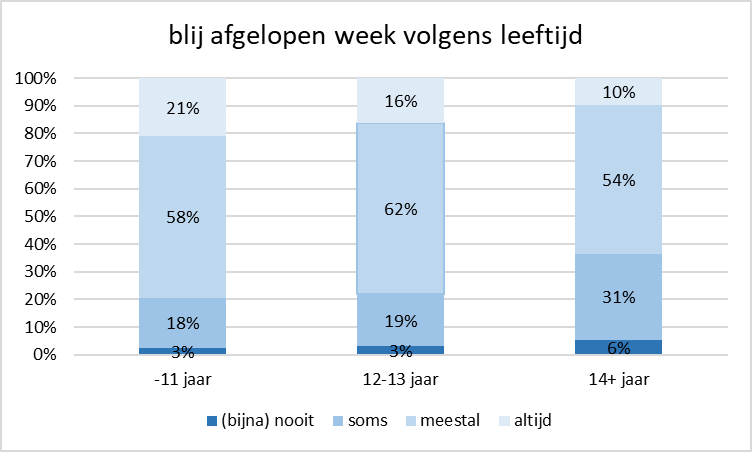 blij afgelopen week volgens leeftijd
100%
90%
80%
70%
60%
50%
40%
30%
20%
10%
0%
21% 16% 10%
58% 62% 54%
18% 19% 31%
3% 3% 6%
-11 jaar 12-13 jaar 14+ jaar
(bijna) nooit soms meestal altijd